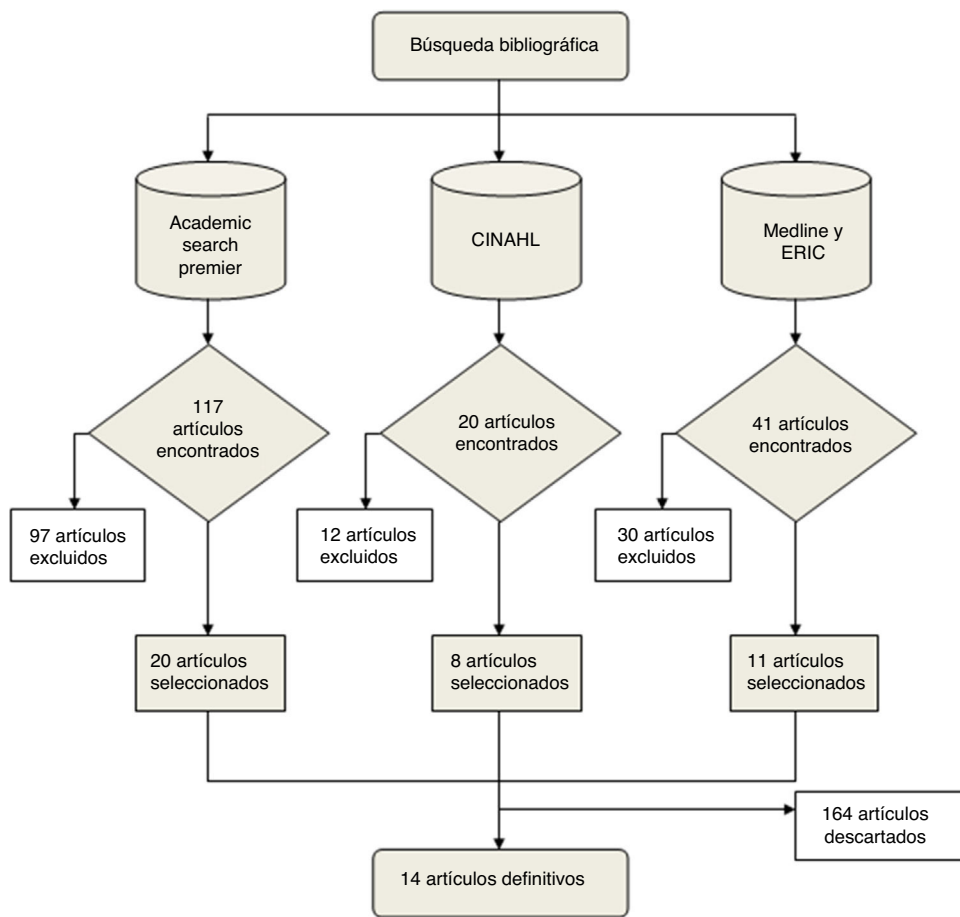 Búsqueda bibliográfica
Academic
search
premier
CINAHL
Medline y
ERIC
117
artículos
encontrados
20 artículos
encontrados
41 artículos
encontrados
97 artículos
excluidos
12 artículos
excluidos
30 artículos
excluidos
20 artículos
seleccionados
8 artículos
seleccionados
11 artículos
seleccionados
164 artículos
descartados
14 artículos definitivos